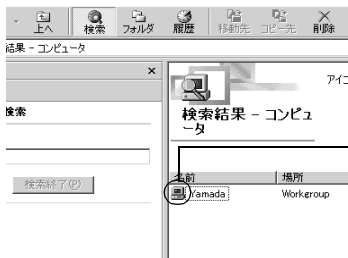 上へ 検索 フォルダ 履歴 移動先 コピー先 削除
結果 - コンピュータ
検索
検索終了(P)
アイコ
検索結果 - コンピュ
ータ
名前 場所
Yamada Workgroup